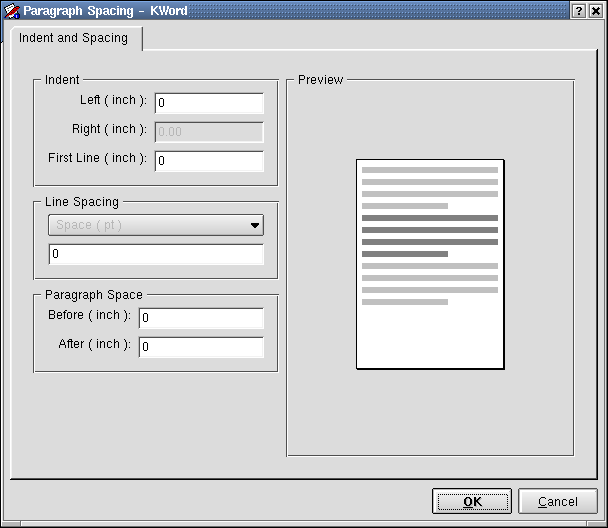 Paragraph Spacing - KWord
Indent and Spacing
Indent
Left ( inch ): 0
Right ( inch ): 0.00
First Line ( inch ): 0
Line Spacing
Space ( pt )
0
Paragraph Space
Before ( inch ): 0
After ( inch ): 0
Preview
OK Cancel